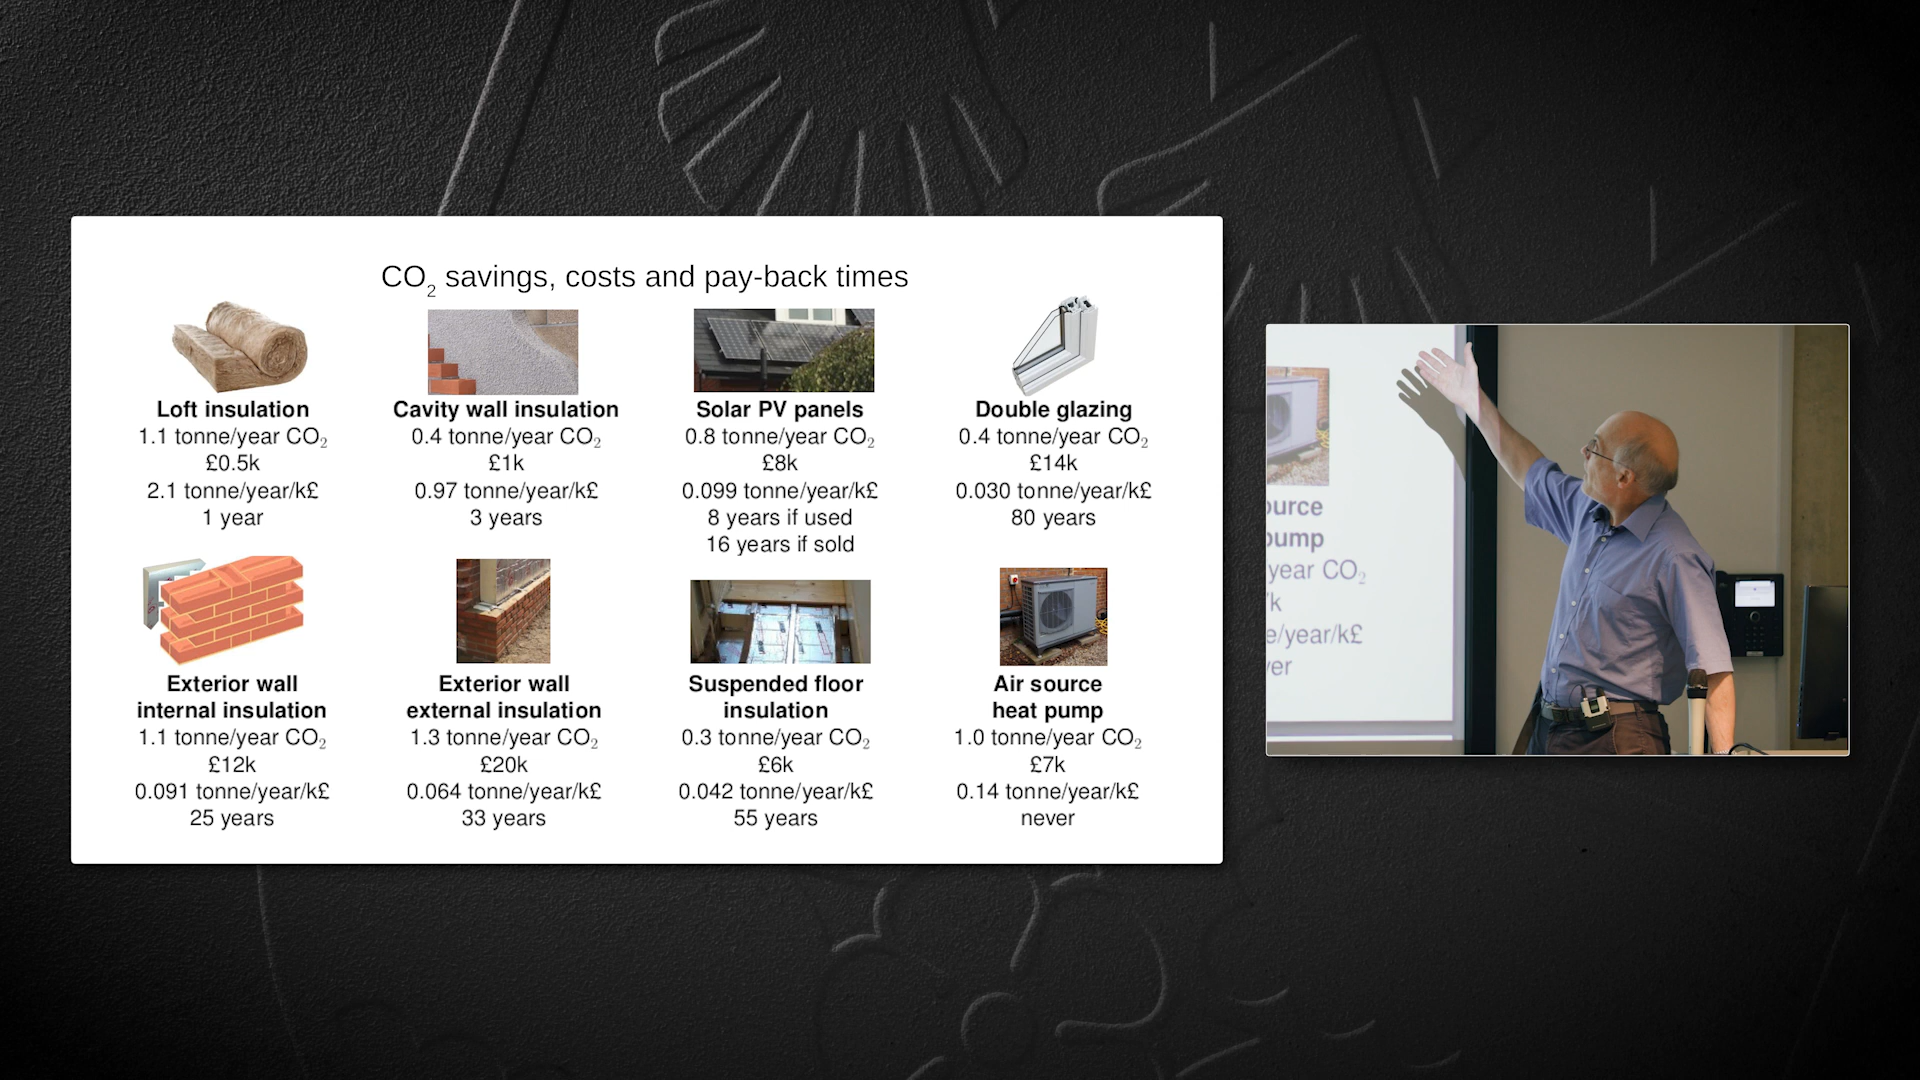 CO₂ savings, costs and pay-back times
Loft insulation
1.1 tonne/year CO₂
£0.5k
2.1 tonne/year/k£
1 year
Cavity wall insulation
0.4 tonne/year CO₂
£1k
0.97 tonne/year/k£
3 years
Solar PV panels
0.8 tonne/year CO₂
£8k
0.099 tonne/year/k£
8 years if used
16 years if sold
Double glazing
0.4 tonne/year CO₂
£14k
0.030 tonne/year/k£
80 years
Exterior wall
internal insulation
1.1 tonne/year CO₂
£12k
0.091 tonne/year/k£
25 years
Exterior wall
external insulation
1.3 tonne/year CO₂
£20k
0.064 tonne/year/k£
33 years
Suspended floor
insulation
0.3 tonne/year CO₂
£6k
0.042 tonne/year/k£
55 years
Air source
heat pump
1.0 tonne/year CO₂
£7k
0.14 tonne/year/k£
never
ource
ump
year CO₂
k
e/year/k£
ver